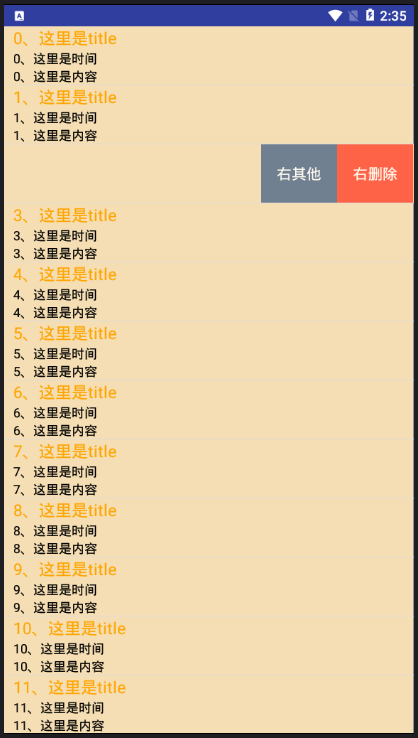 2:35
0、这里是title
0、这里是时间
0、这里是内容
1、这里是title
1、这里是时间
1、这里是内容
右其他 右删除
3、这里是title
3、这里是时间
3、这里是内容
4、这里是title
4、这里是时间
4、这里是内容
5、这里是title
5、这里是时间
5、这里是内容
6、这里是title
6、这里是时间
6、这里是内容
7、这里是title
7、这里是时间
7、这里是内容
8、这里是title
8、这里是时间
8、这里是内容
9、这里是title
9、这里是时间
9、这里是内容
10、这里是title
10、这里是时间
10、这里是内容
11、这里是title
11、这里是时间
11、这里是内容